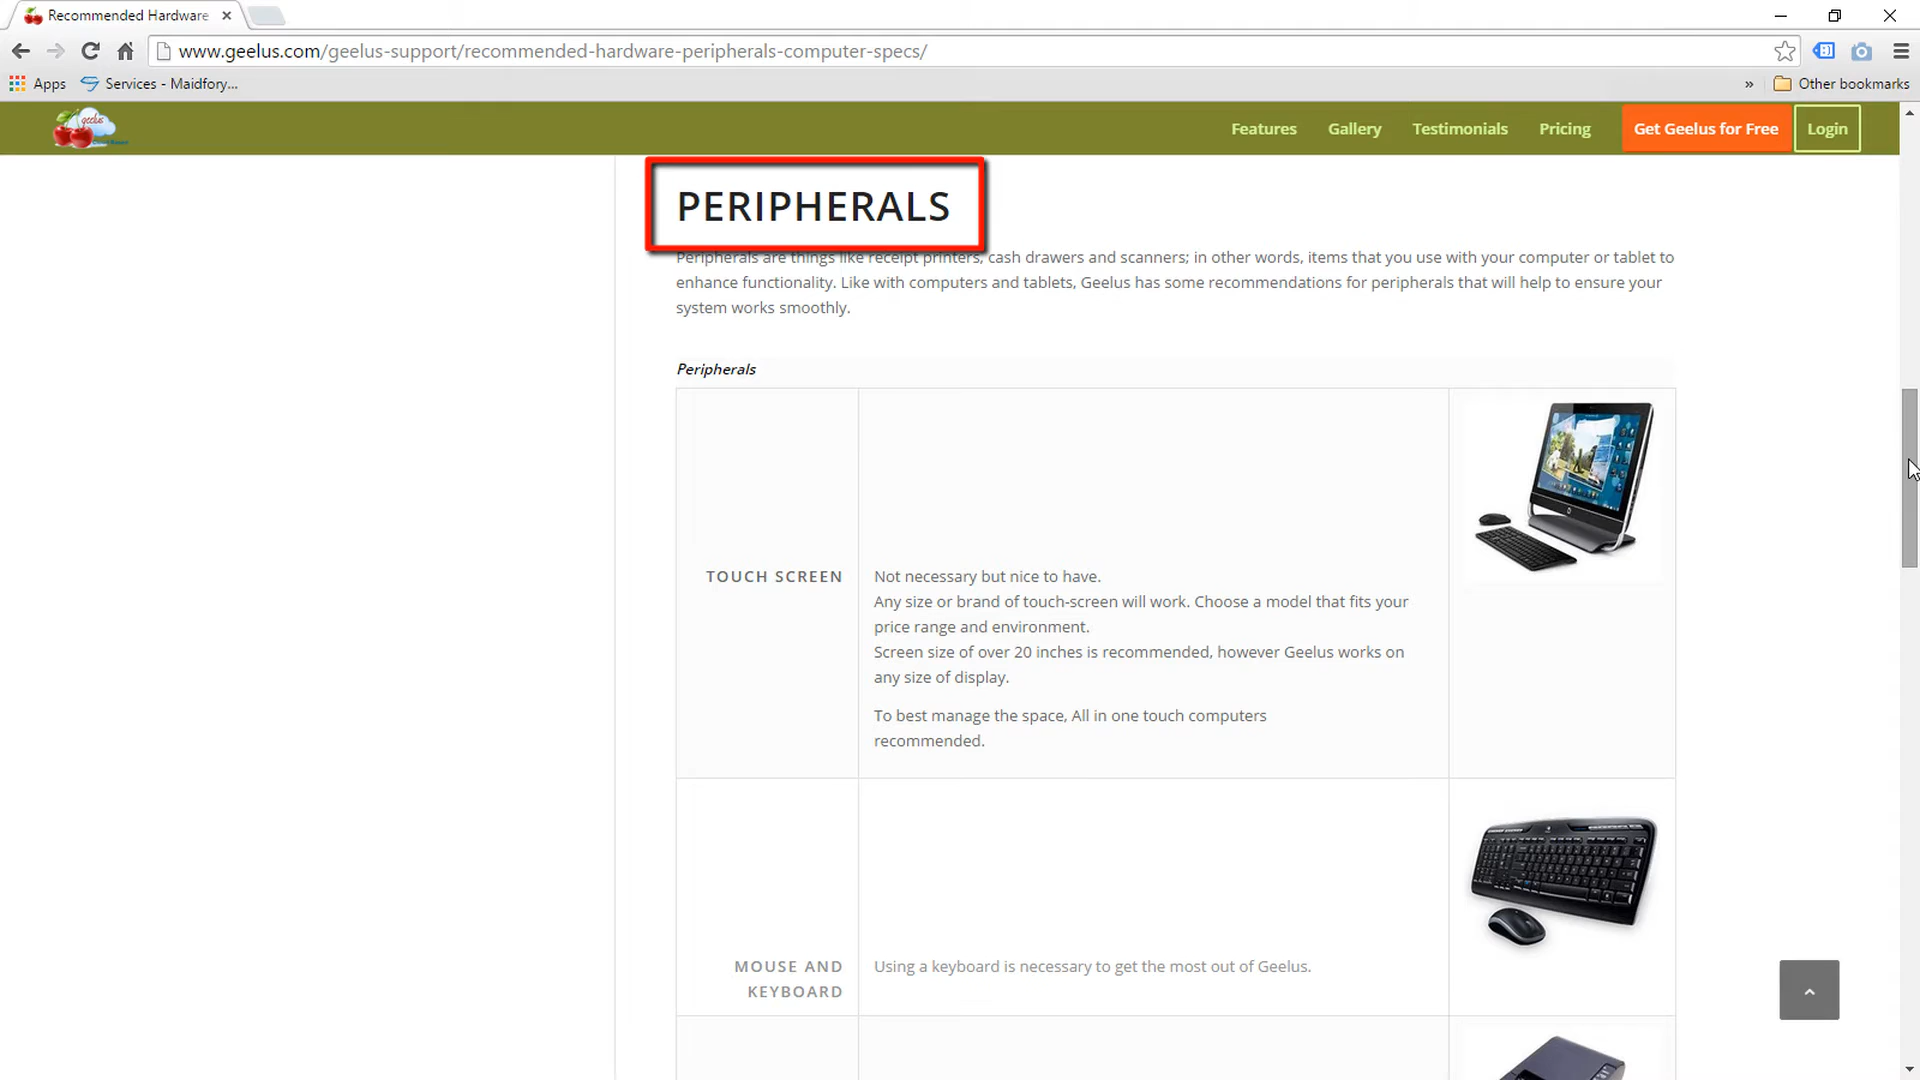 Recommended Hardware
www.geelus.com/geelus-support/recommended-hardware-peripherals-computer-specs/
Apps
Services - Maidfory...
»
Other bookmarks
geelus
Features
Gallery
Testimonials
Pricing
Get Geelus for Free
Login
PERIPHERALS
Peripherals are things like receipt printers, cash drawers and scanners; in other words, items that you use with your computer or tablet to
enhance functionality. Like with computers and tablets, Geelus has some recommendations for peripherals that will help to ensure your
system works smoothly.
Peripherals
TOUCH SCREEN
Not necessary but nice to have.
Any size or brand of touch-screen will work. Choose a model that fits your
price range and environment.
Screen size of over 20 inches is recommended, however Geelus works on
any size of display.
To best manage the space, All in one touch computers
recommended.
MOUSE AND
KEYBOARD
Using a keyboard is necessary to get the most out of Geelus.